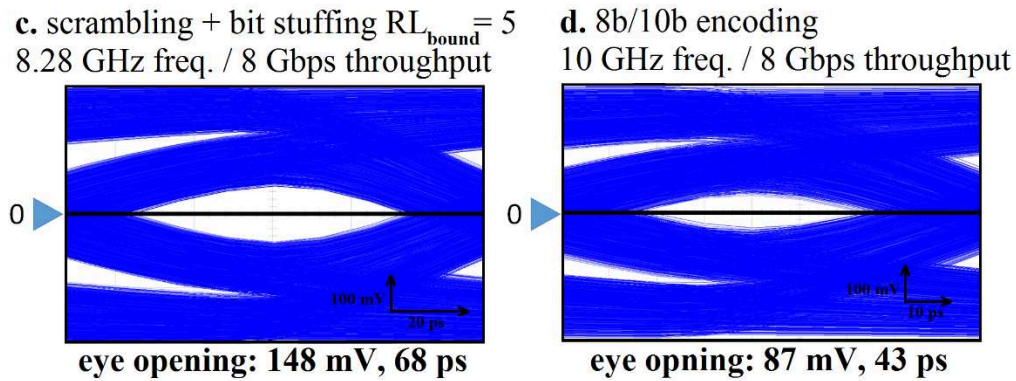 c. scrambling + bit stuffing RL_bound= 5
8.28 GHz freq. / 8 Gbps throughput
0
100 mV
20 ps
eye opening: 148 mV, 68 ps
d. 8b/10b encoding
10 GHz freq. / 8 Gbps throughput
0
100 mV
10 ps
eye opning: 87 mV, 43 ps